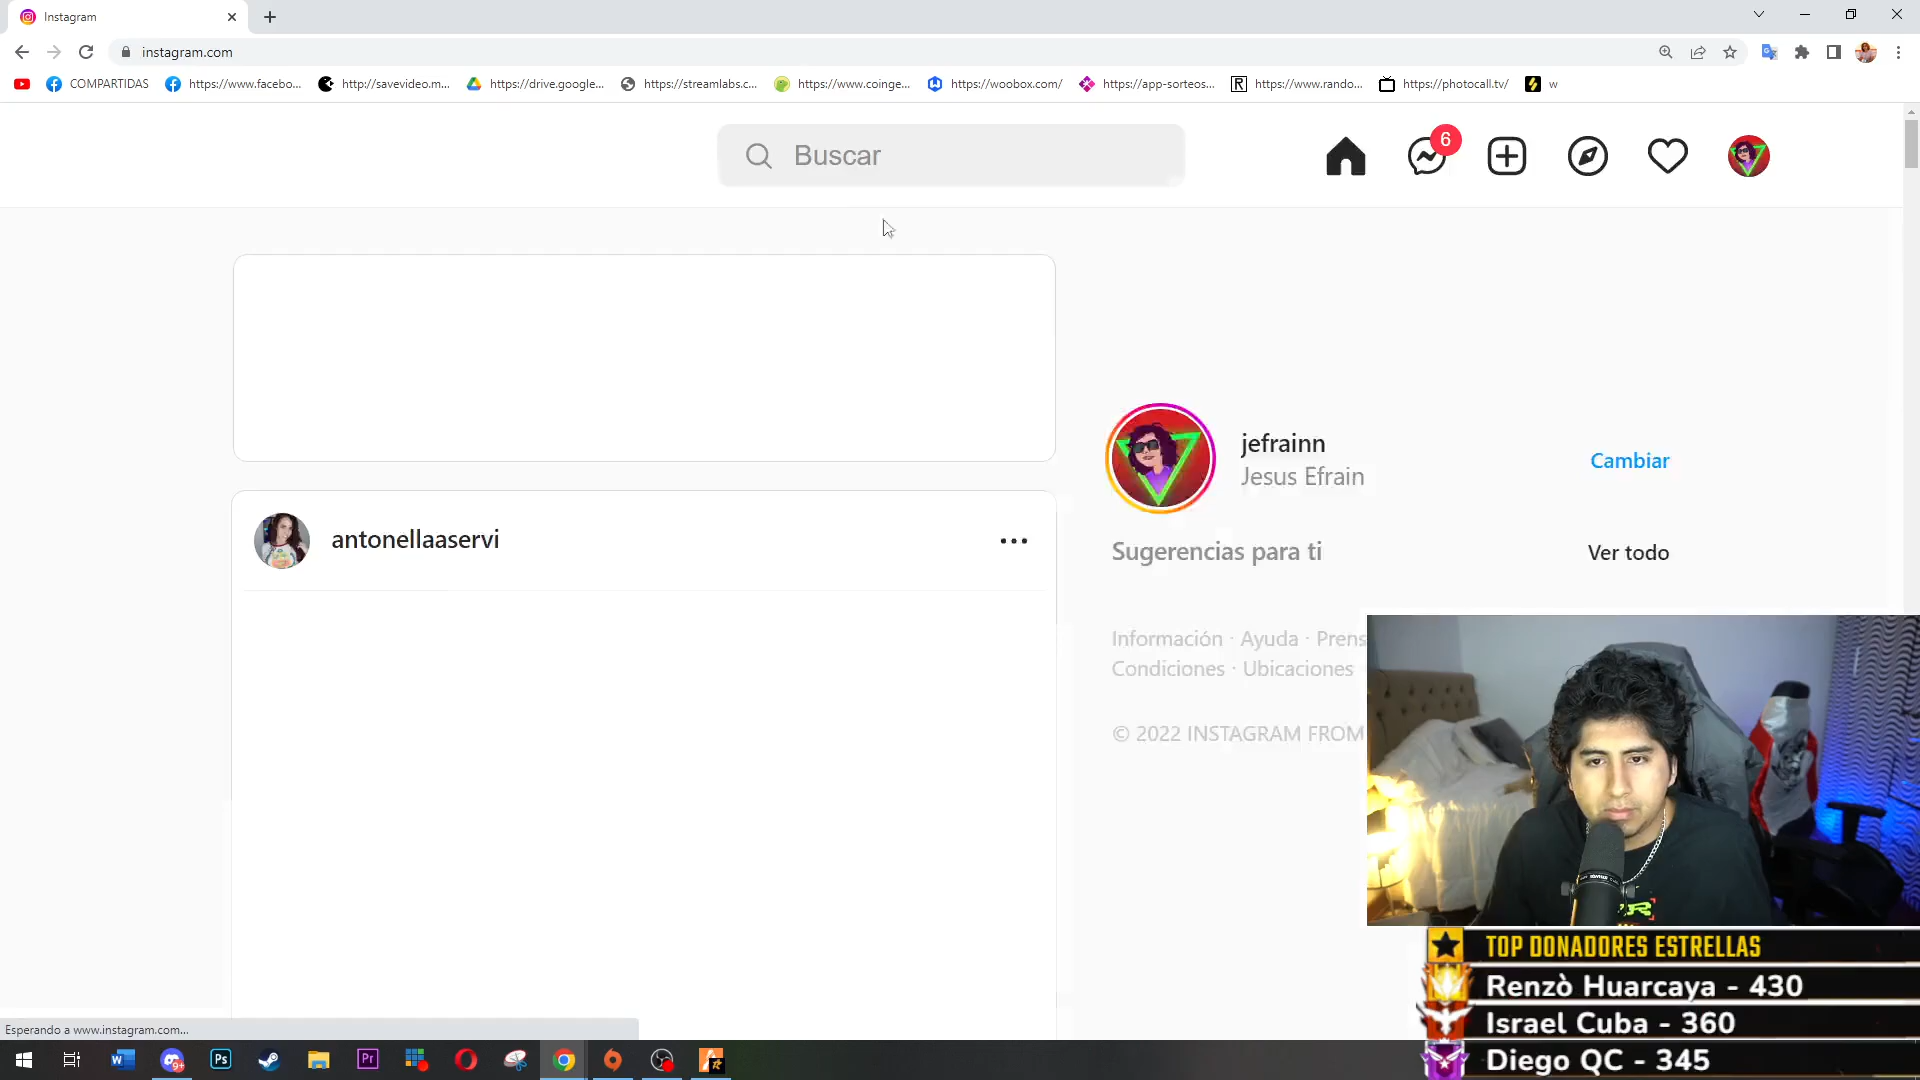 Instagram
instagram.com
COMPARTIDAS
https://www.facebo...
http://savevideo.m...
https://drive.google...
https://streamlabs.c...
https://www.coinge...
https://woobox.com/
https://app-sorteos...
https://www.rando...
https://photocall.tv/
w
Buscar
6
jefrainn
Jesus Efrain
Cambiar
antonellaaservi
Sugerencias para ti
Ver todo
Información · Ayuda · Prens
Condiciones · Ubicaciones
© 2022 INSTAGRAM FROM
TOP DONADORES ESTRELLAS
Renzò Huarcaya - 430
Israel Cuba - 360
Diego QC - 345
Esperando a www.instagram.com...